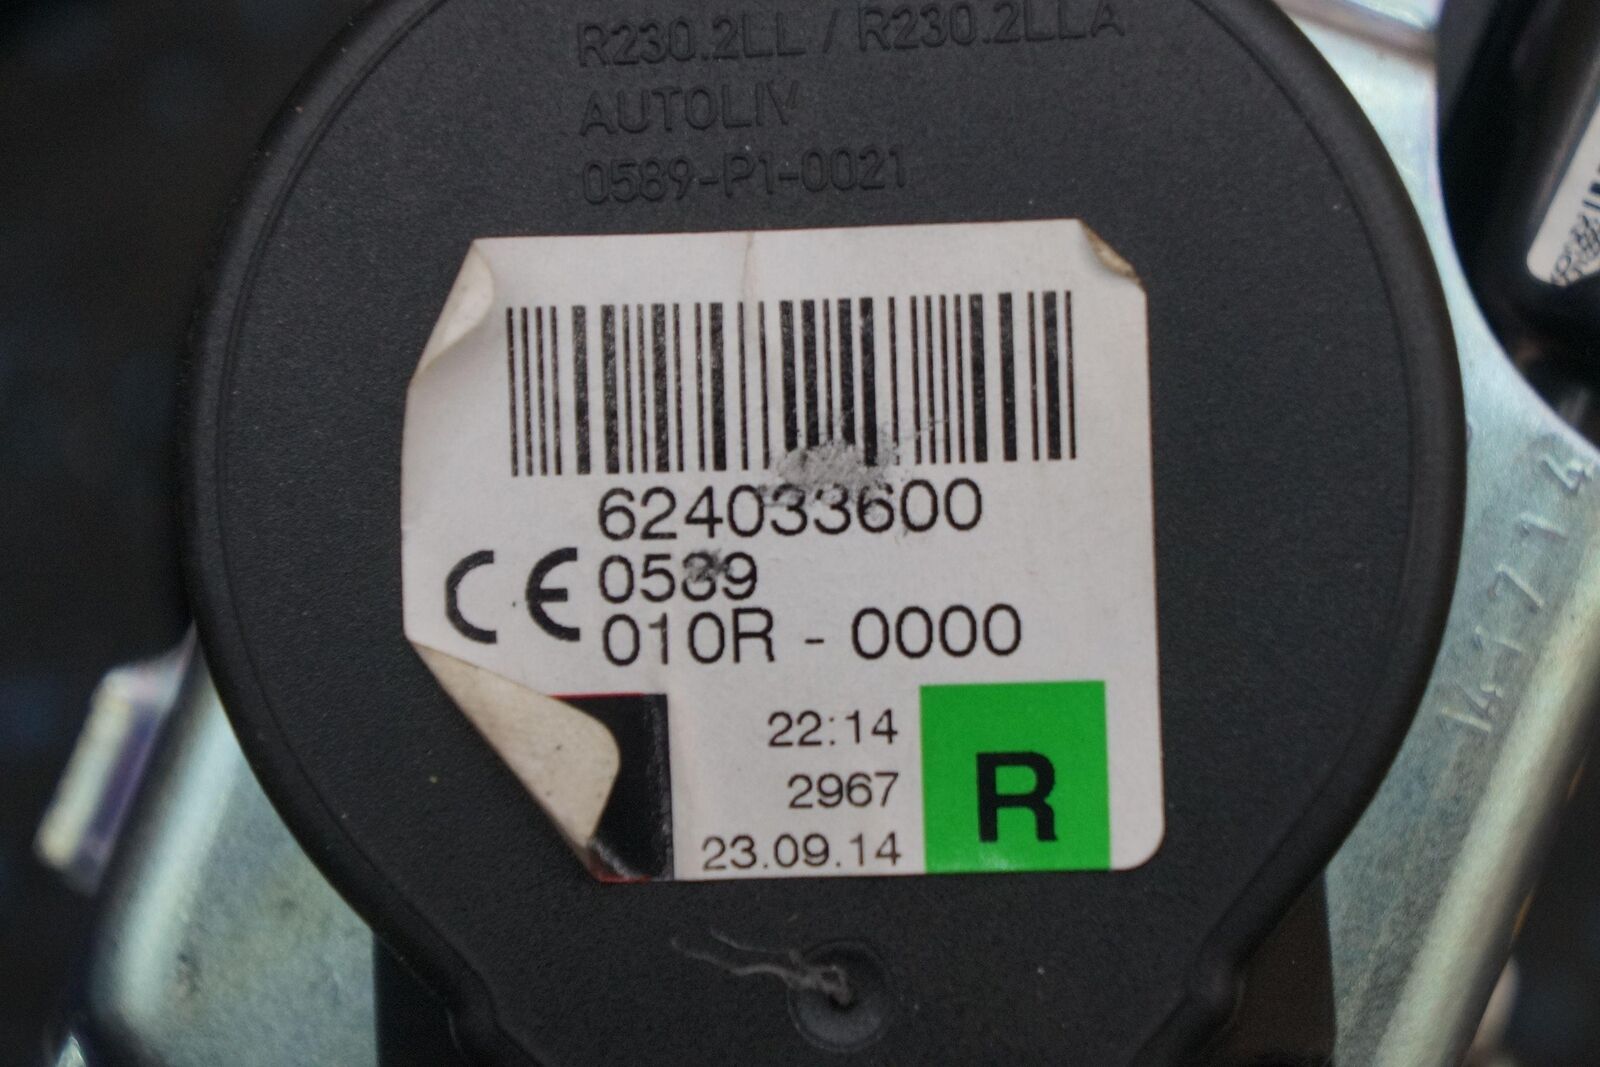 R230.2LL / R230.2LLA
AUTOLIV
0589-P1-0021
624033600
CE 0589
010R - 0000
22:14
2967
23.09.14
R